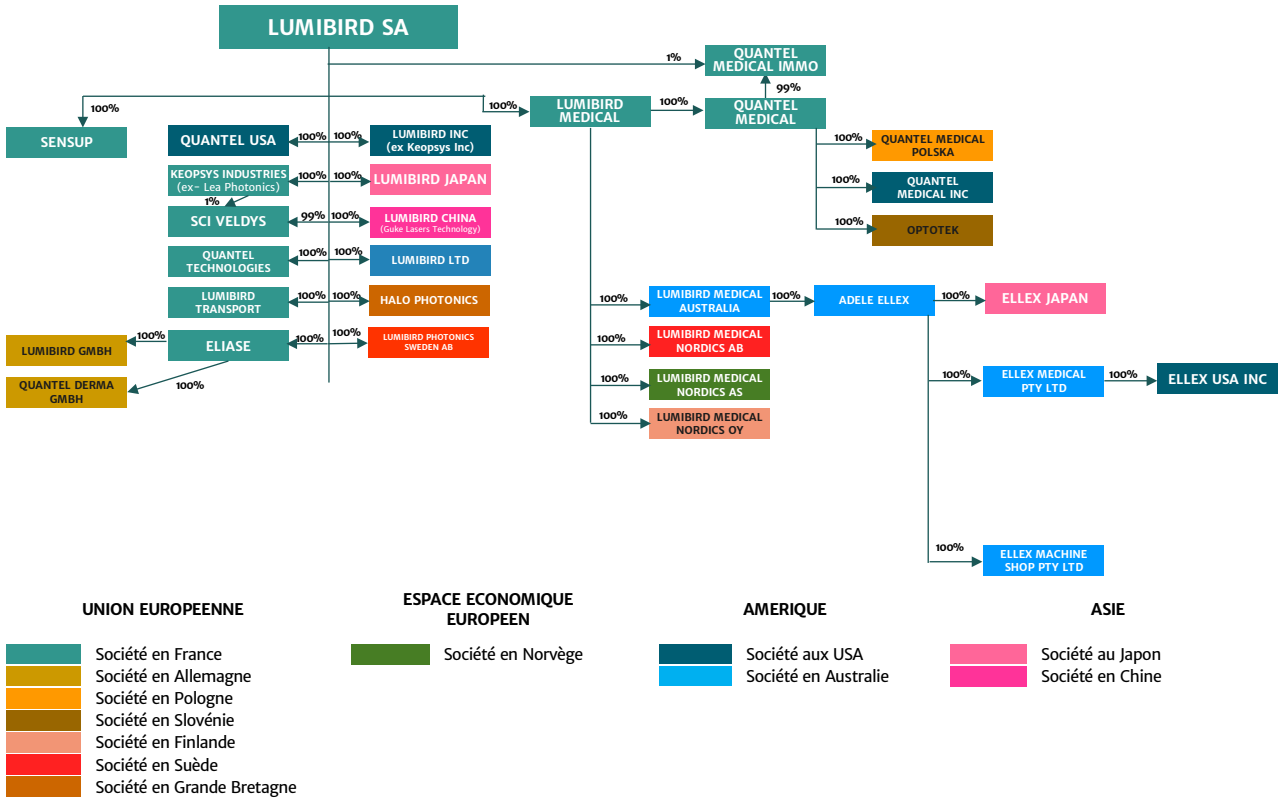 LUMIBIRD SA
1%
QUANTEL
MEDICAL IMMO
99%
100%
SENSUP
100%
LUMIBIRD
MEDICAL
100%
QUANTEL
MEDICAL
QUANTEL USA
100%
100%
LUMIBIRD INC
(ex Keopsys Inc)
KEOPSYS INDUSTRIES
(ex- Lea Photonics)
100%
100%
LUMIBIRD JAPAN
1%
SCI VELDYS
99%
100%
LUMIBIRD CHINA
(Guke Lasers Technology)
QUANTEL
TECHNOLOGIES
100%
100%
LUMIBIRD LTD
LUMIBIRD
TRANSPORT
100%
100%
HALO PHOTONICS
ELIASE
100%
100%
LUMIBIRD PHOTONICS
SWEDEN AB
100%
LUMIBIRD GMBH
100%
QUANTEL DERMA
GMBH
100%
QUANTEL MEDICAL
POLSKA
100%
QUANTEL
MEDICAL INC
100%
OPTOTEK
100%
LUMIBIRD MEDICAL
AUSTRALIA
100%
ADELE ELLEX
100%
ELLEX JAPAN
100%
LUMIBIRD MEDICAL
NORDICS AB
100%
LUMIBIRD MEDICAL
NORDICS AS
100%
LUMIBIRD MEDICAL
NORDICS OY
100%
ELLEX MEDICAL
PTY LTD
100%
ELLEX USA INC
100%
ELLEX MACHINE
SHOP PTY LTD
UNION EUROPEENNE
Société en France
Société en Allemagne
Société en Pologne
Société en Slovénie
Société en Finlande
Société en Suède
Société en Grande Bretagne
ESPACE ECONOMIQUE
EUROPEEN
Société en Norvège
AMERIQUE
Société aux USA
Société en Australie
ASIE
Société au Japon
Société en Chine